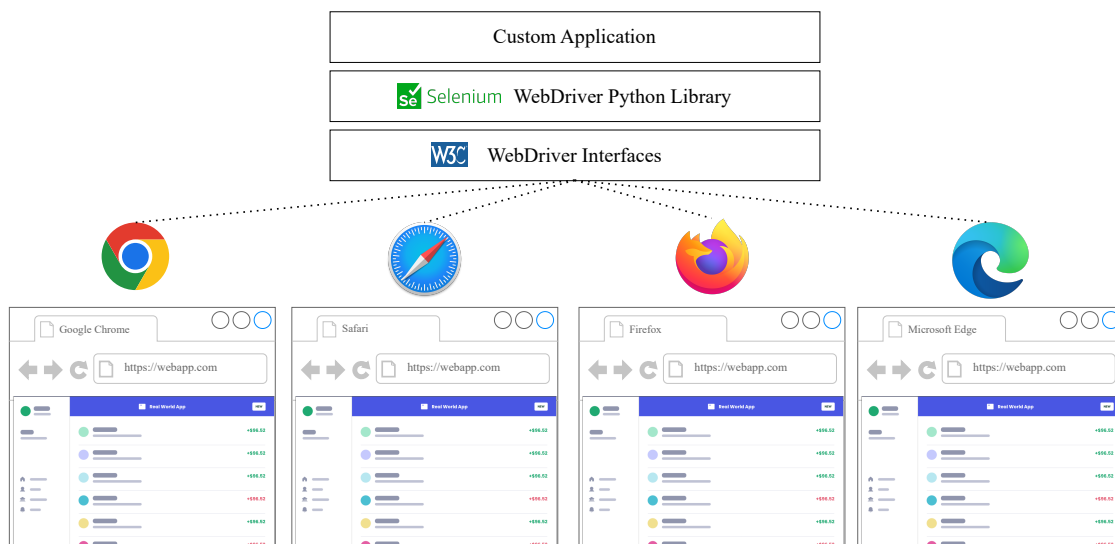 Custom Application
Se Selenium WebDriver Python Library
W3C WebDriver Interfaces
Google Chrome
https://webapp.com
Real World App NEW
+$96.52
+$96.52
+$96.52
+$96.52
+$96.52
Safari
https://webapp.com
Real World App NEW
+$96.52
+$96.52
+$96.52
+$96.52
+$96.52
Firefox
https://webapp.com
Real World App NEW
+$96.52
+$96.52
+$96.52
+$96.52
+$96.52
Microsoft Edge
https://webapp.com
Real World App NEW
+$96.52
+$96.52
+$96.52
+$96.52
+$96.52